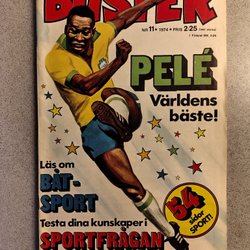 BUSTER
NR 11 • 1974 • PRIS 2:25
PELÉ
Världens
bäste!
Läs om
BÅT-
SPORT
54
sidor
SPORT!
Testa dina kunskaper i
SPORTFRÅGAN